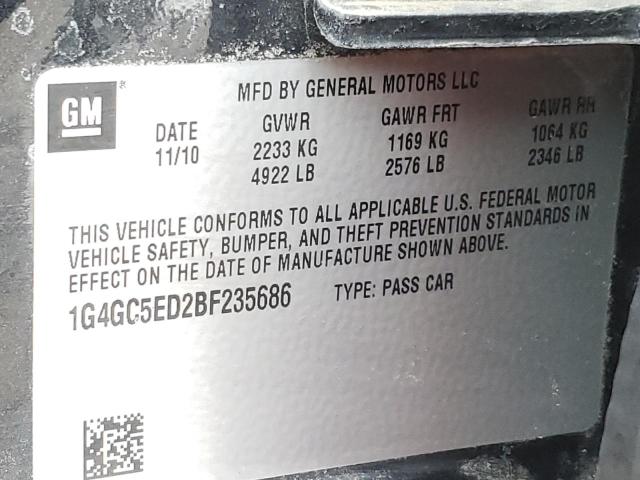 GM
MFD BY GENERAL MOTORS LLC
DATE GVWR GAWR FRT GAWR RR
11/10 2233 KG 1169 KG 1064 KG
4922 LB 2576 LB 2346 LB
THIS VEHICLE CONFORMS TO ALL APPLICABLE U.S. FEDERAL MOTOR
VEHICLE SAFETY, BUMPER, AND THEFT PREVENTION STANDARDS IN
EFFECT ON THE DATE OF MANUFACTURE SHOWN ABOVE.
1G4GC5ED2BF235686 TYPE: PASS CAR